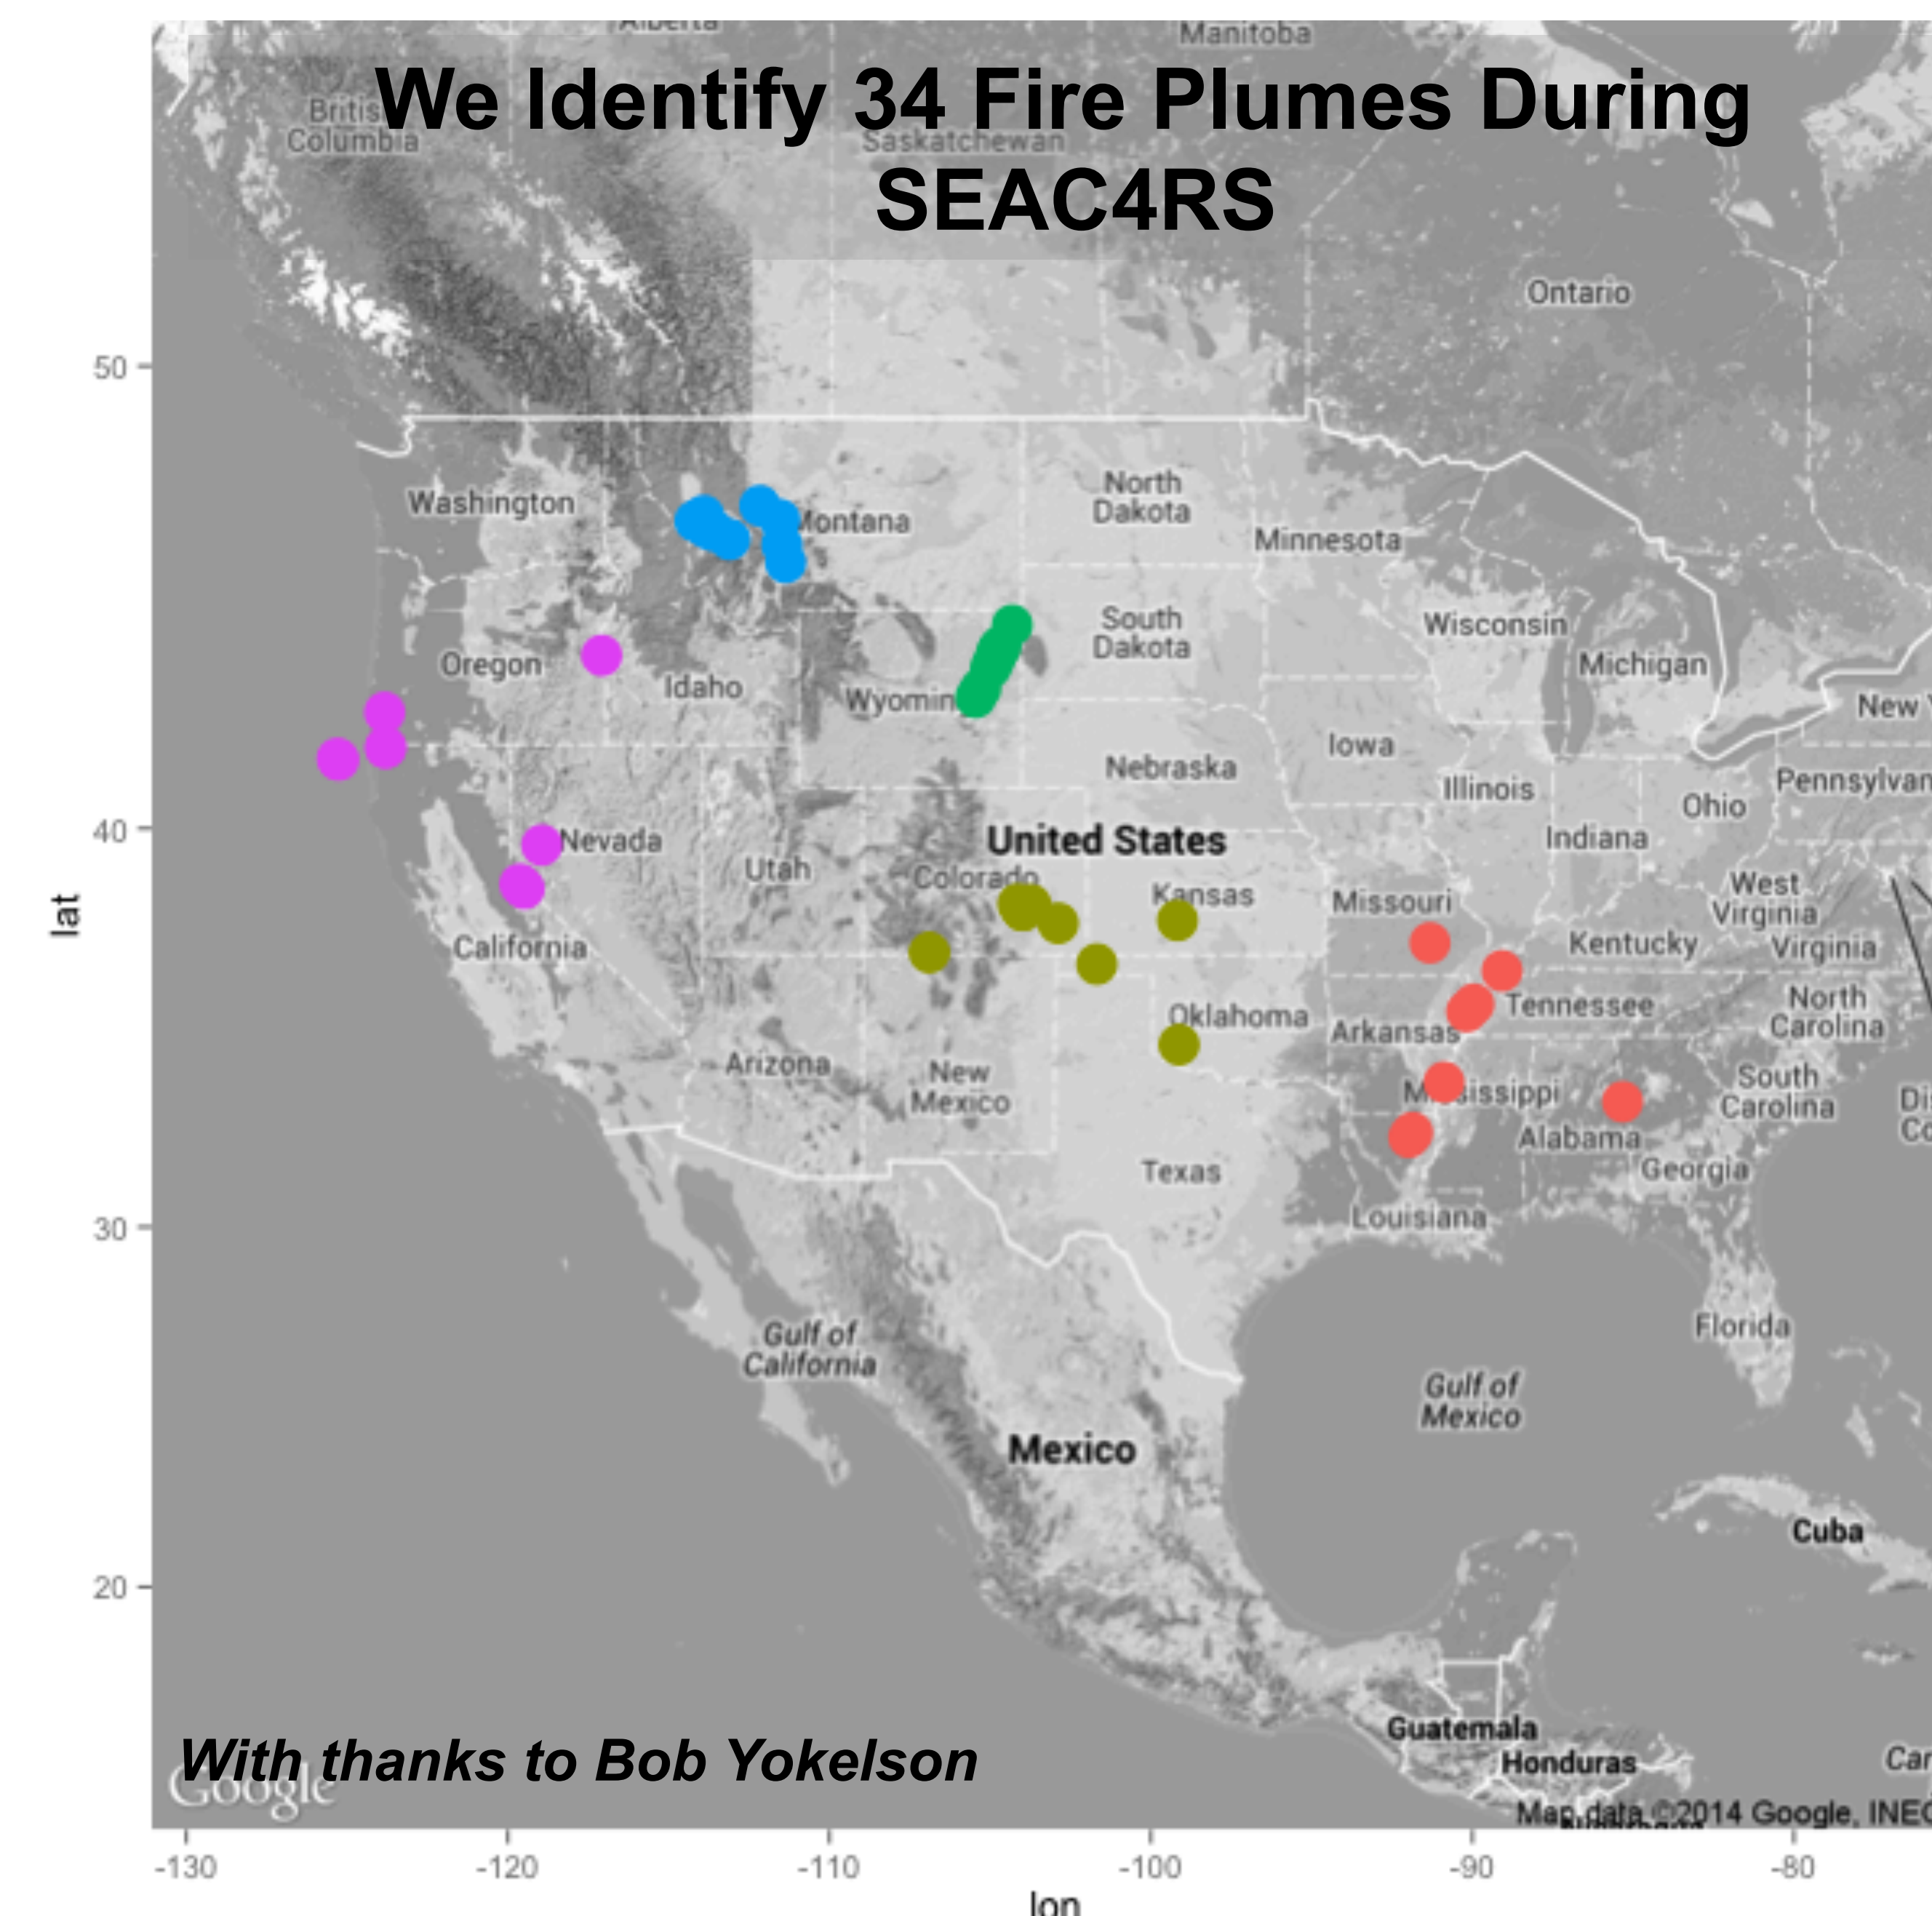 Alberta
Manitoba
We Identify 34 Fire Plumes During
SEAC4RS
British
Columbia
Saskatchewan
Ontario
50
Washington
Montana
North
Dakota
Minnesota
South
Dakota
Wisconsin
Michigan
Oregon
Idaho
Wyomin
New Y
Iowa
Nebraska
Illinois
Pennsylvan
Ohio
40
Nevada
United States
Indiana
Utah
Colorado
Kansas
Missouri
West
Virginia
lat
California
Kentucky
Virginia
Oklahoma
Arkansas
Tennessee
North
Carolina
Arizona
New
Mexico
Mississippi
South
Carolina
Alabama
Georgia
Texas
Louisiana
30
Florida
Gulf of
California
Gulf of
Mexico
Mexico
Cuba
20
Guatemala
Honduras
With thanks to Bob Yokelson
Google
Map data ©2014 Google, INEG
-130 -120 -110 -100 -90 -80
lon